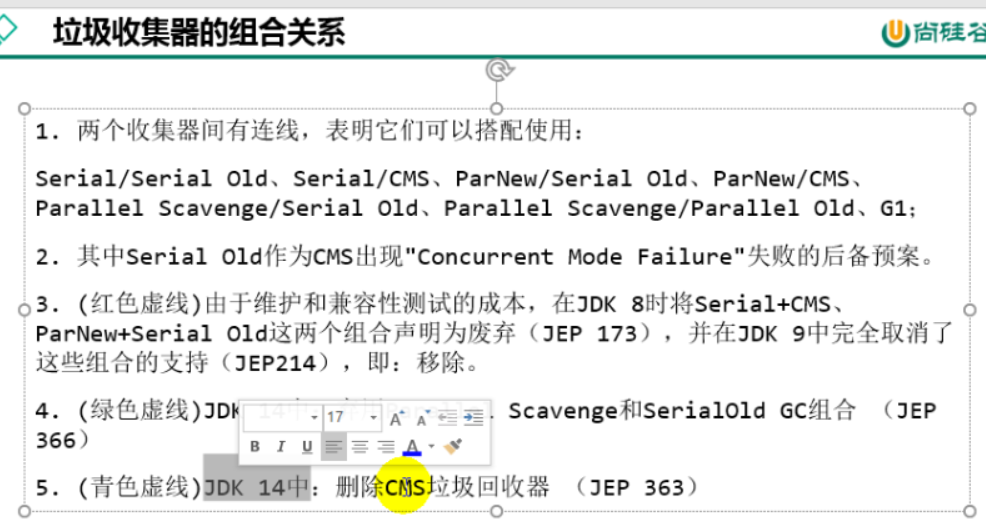 垃圾收集器的组合关系
尚硅谷
1. 两个收集器间有连线，表明它们可以搭配使用：
Serial/Serial Old、Serial/CMS、ParNew/Serial Old、ParNew/CMS、
Parallel Scavenge/Serial Old、Parallel Scavenge/Parallel Old、G1；
2. 其中Serial Old作为CMS出现"Concurrent Mode Failure"失败的后备预案。
3. (红色虚线)由于维护和兼容性测试的成本，在JDK 8时将Serial+CMS、
ParNew+Serial Old这两个组合声明为废弃（JEP 173），并在JDK 9中完全取消了
这些组合的支持（JEP214），即：移除。
4. (绿色虚线)JDK 14中： Scavenge和SerialOld GC组合 （JEP
366）
17 A A
B I U A
5. (青色虚线)JDK 14中：删除CMS垃圾回收器 （JEP 363）